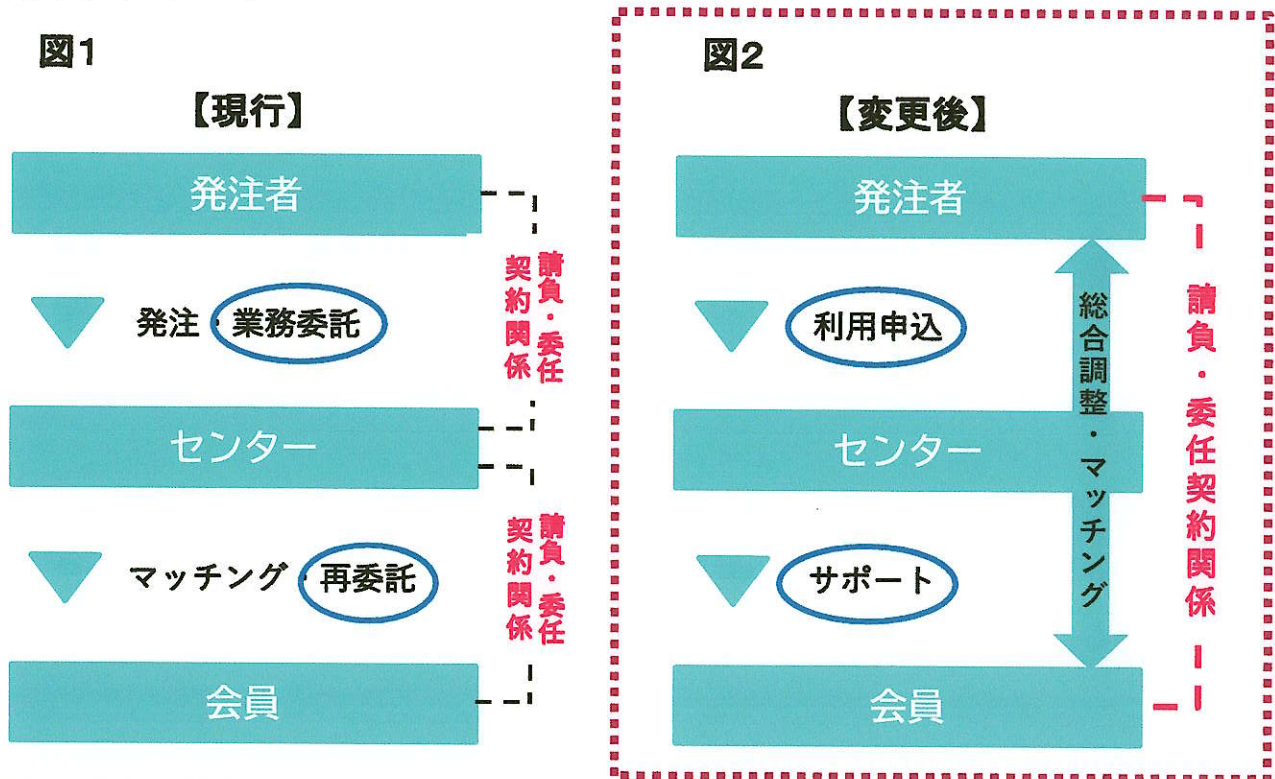 図1
【現行】
発注者
発注・業務委託
センター
マッチング・再委託
会員
請負・委任
契約関係
請負・委任
契約関係
図2
【変更後】
発注者
利用申込
センター
サポート
会員
総合調整・マッチング
請負・委任契約関係